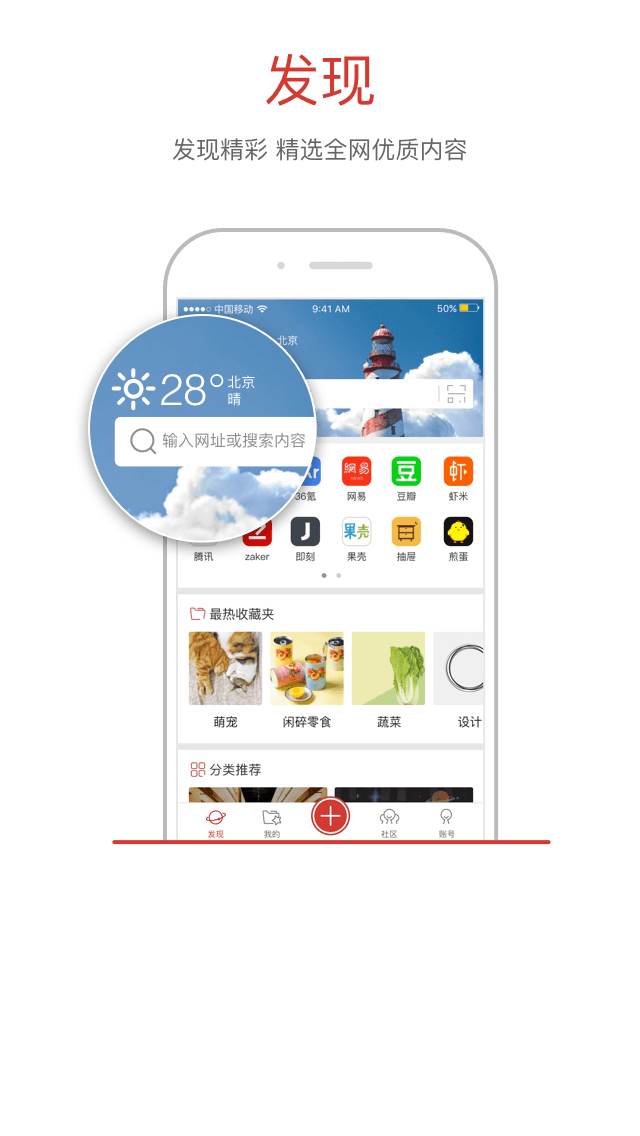 发现
发现精彩 精选全网优质内容
中国移动 9:41 AM 50%
北京
28° 北京
晴
输入网址或搜索内容
36氪 网易 豆瓣 虾米
腾讯 zaker 即刻 果壳 抽屉 煎蛋
最热收藏夹
萌宠 闲碎零食 蔬菜 设计
分类推荐
发现 我的 社区 账号